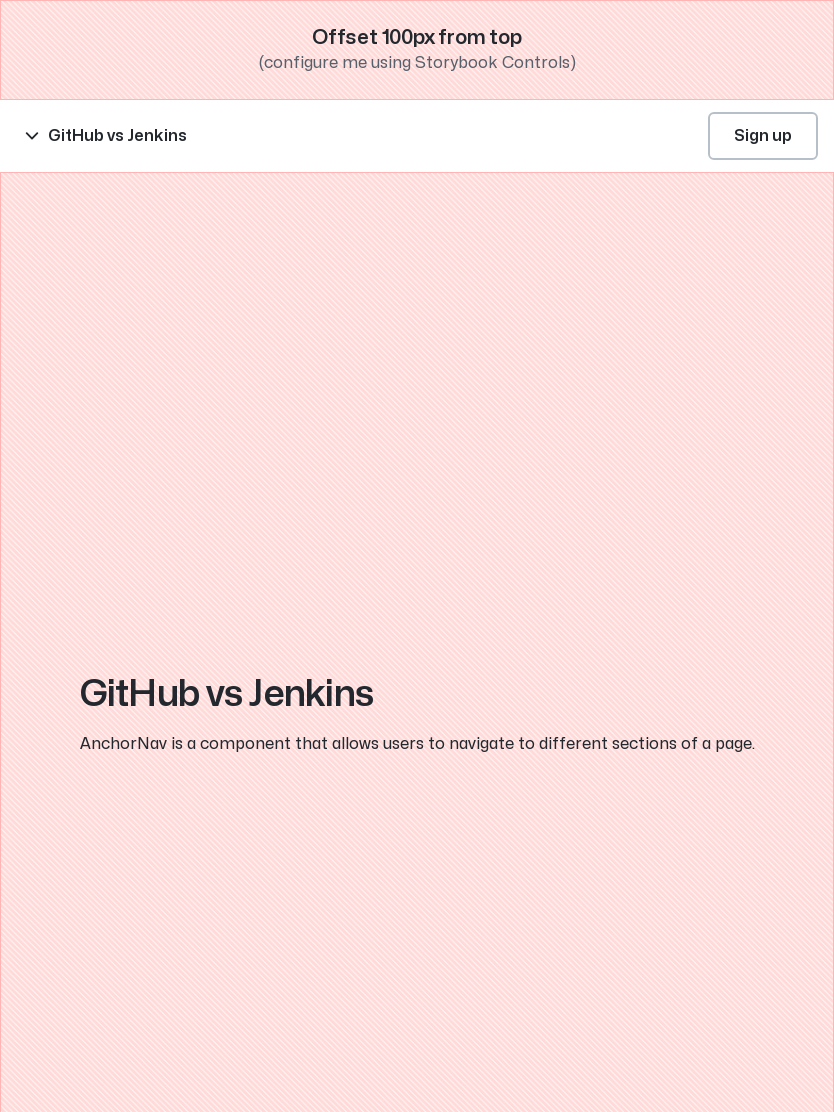 Offset 100px from top
(configure me using Storybook Controls)
GitHub vs Jenkins
Sign up
GitHub vs Jenkins
AnchorNav is a component that allows users to navigate to different sections of a page.